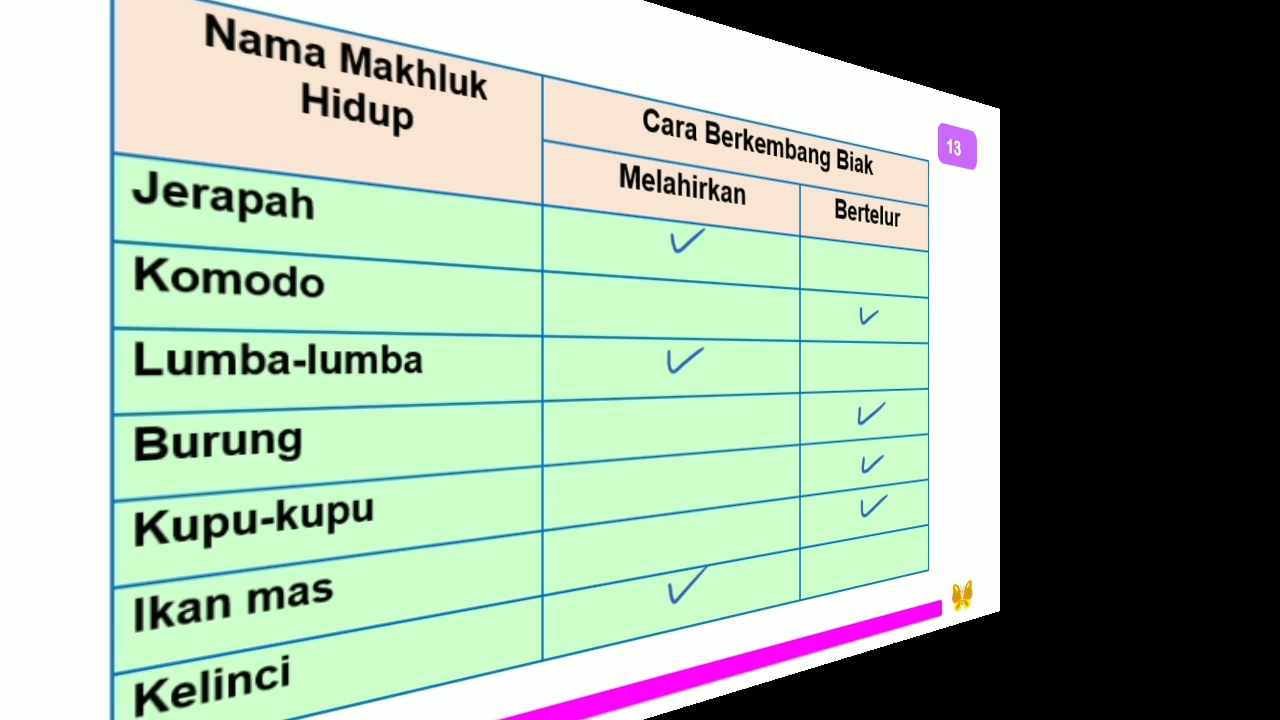 Nama Makhluk
Hidup
Cara Berkembang Biak
Melahirkan
Bertelur
13
Jerapah
✓
Komodo
✓
Lumba-lumba
✓
Burung
✓
Kupu-kupu
✓
Ikan mas
✓
Kelinci
✓